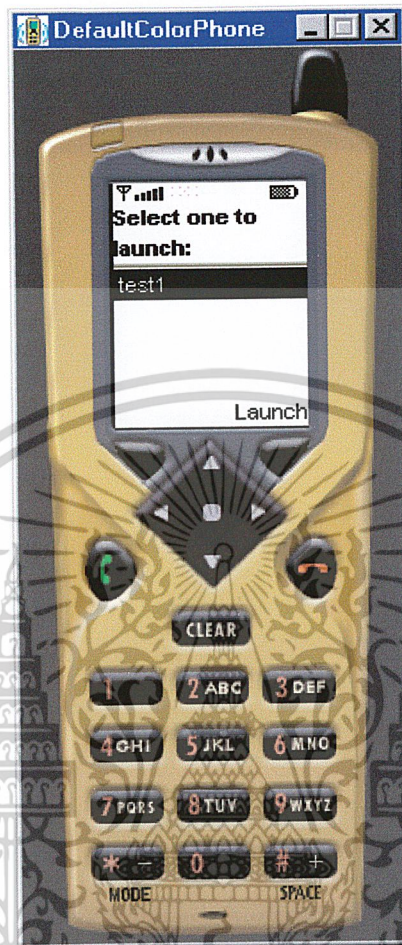 DefaultColorPhone
Select one to
launch:
test1
Launch
CLEAR
1 2 ABC 3 DEF
4 GHI 5 JKL 6 MNO
7 PQRS 8 TUV 9 WXYZ
* - 0 # +
MODE SPACE